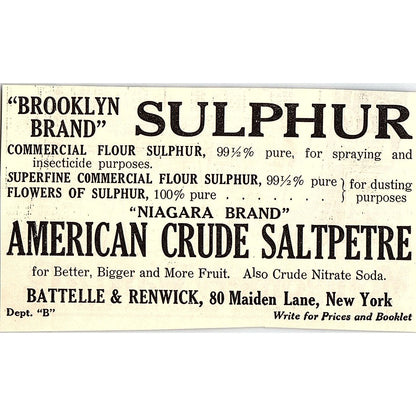 "BROOKLYN BRAND" SULPHUR
COMMERCIAL FLOUR SULPHUR, 99½% pure, for spraying and
insecticide purposes.
SUPERFINE COMMERCIAL FLOUR SULPHUR, 99½% pure } for dusting
FLOWERS OF SULPHUR, 100% pure . . . . . . . . } purposes
"NIAGARA BRAND"
AMERICAN CRUDE SALTPETRE
for Better, Bigger and More Fruit. Also Crude Nitrate Soda.
BATTELLE & RENWICK, 80 Maiden Lane, New York
Dept. "B" Write for Prices and Booklet